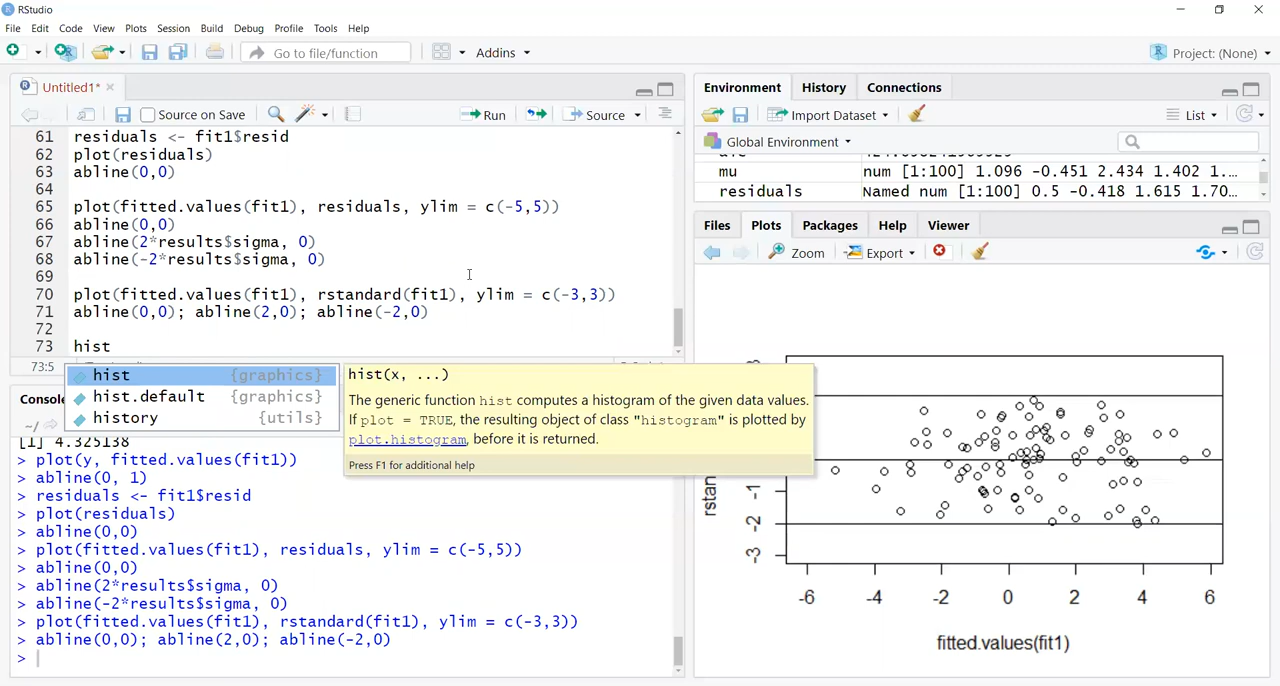 RStudio
File Edit Code View Plots Session Build Debug Profile Tools Help
Go to file/function Addins Project: (None)
Untitled1*
Source on Save Run Source
61 residuals <- fit1$resid
62 plot(residuals)
63 abline(0,0)
64
65 plot(fitted.values(fit1), residuals, ylim = c(-5,5))
66 abline(0,0)
67 abline(2*results$sigma, 0)
68 abline(-2*results$sigma, 0)
69
70 plot(fitted.values(fit1), rstandard(fit1), ylim = c(-3,3))
71 abline(0,0); abline(2,0); abline(-2,0)
72
73 hist
73:5
hist {graphics}
hist.default {graphics}
history {utils}
hist(x, ...)
The generic function hist computes a histogram of the given data values.
If plot = TRUE, the resulting object of class "histogram" is plotted by
plot.histogram, before it is returned.
Press F1 for additional help
Console
~/
[1] 4.325138
> plot(y, fitted.values(fit1))
> abline(0, 1)
> residuals <- fit1$resid
> plot(residuals)
> abline(0,0)
> plot(fitted.values(fit1), residuals, ylim = c(-5,5))
> abline(0,0)
> abline(2*results$sigma, 0)
> abline(-2*results$sigma, 0)
> plot(fitted.values(fit1), rstandard(fit1), ylim = c(-3,3))
> abline(0,0); abline(2,0); abline(-2,0)
>
Environment History Connections
Import Dataset List
Global Environment
mu num [1:100] 1.096 -0.451 2.434 1.402 1....
residuals Named num [1:100] 0.5 -0.418 1.615 1.70...
Files Plots Packages Help Viewer
Zoom Export
rstan
-1
-2
-3
-6 -4 -2 0 2 4 6
fitted.values(fit1)